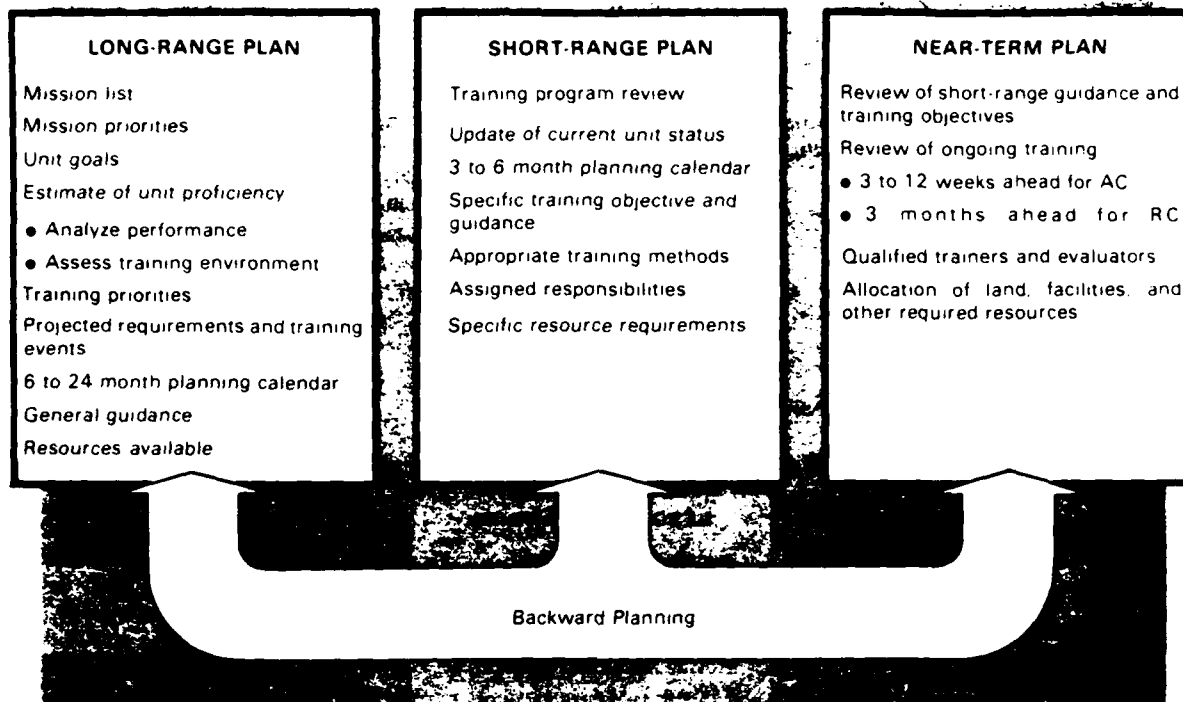 LONG-RANGE PLAN
Mission list
Mission priorities
Unit goals
Estimate of unit proficiency
● Analyze performance
● Assess training environment
Training priorities
Projected requirements and training
events
6 to 24 month planning calendar
General guidance
Resources available
SHORT-RANGE PLAN
Training program review
Update of current unit status
3 to 6 month planning calendar
Specific training objective and
guidance
Appropriate training methods
Assigned responsibilities
Specific resource requirements
NEAR-TERM PLAN
Review of short-range guidance and
training objectives
Review of ongoing training
● 3 to 12 weeks ahead for AC
● 3 months ahead for RC
Qualified trainers and evaluators
Allocation of land, facilities, and
other required resources
Backward Planning